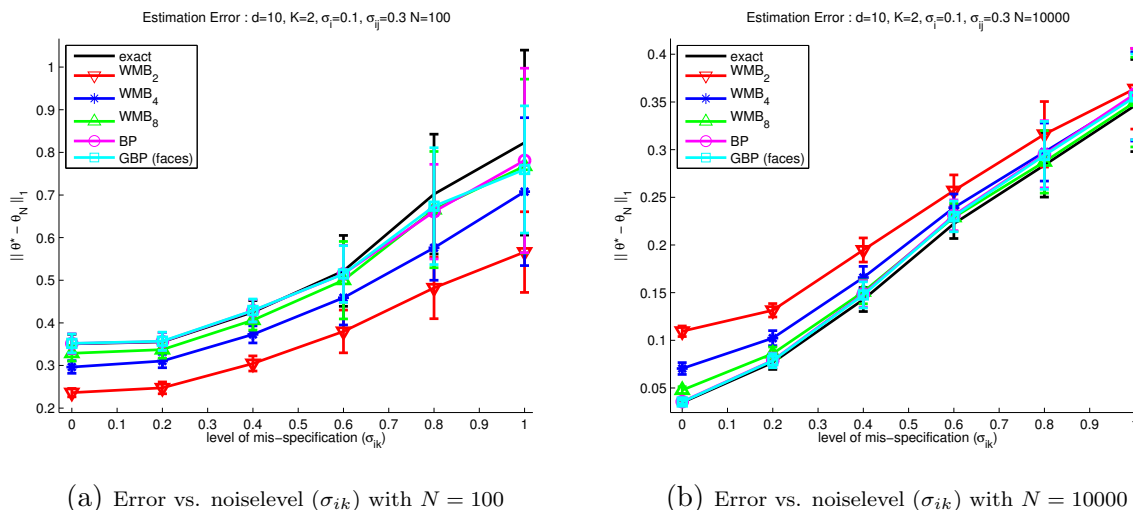 Estimation Error : d=10, K=2, σ_i=0.1, σ_ij=0.3 N=100
|| θ* − θ_N ||_1
1
0.9
0.8
0.7
0.6
0.5
0.4
0.3
0.2
exact
WMB_2
WMB_4
WMB_8
BP
GBP (faces)
0 0.1 0.2 0.3 0.4 0.5 0.6 0.7 0.8 0.9 1
level of mis−specification (σ_ik)
(a) Error vs. noiselevel (σ_ik) with N = 100
Estimation Error : d=10, K=2, σ_i=0.1, σ_ij=0.3 N=10000
|| θ* − θ_N ||_1
0.4
0.35
0.3
0.25
0.2
0.15
0.1
0.05
exact
WMB_2
WMB_4
WMB_8
BP
GBP (faces)
0 0.1 0.2 0.3 0.4 0.5 0.6 0.7 0.8 0.9
level of mis−specification (σ_ik)
(b) Error vs. noiselevel (σ_ik) with N = 10000